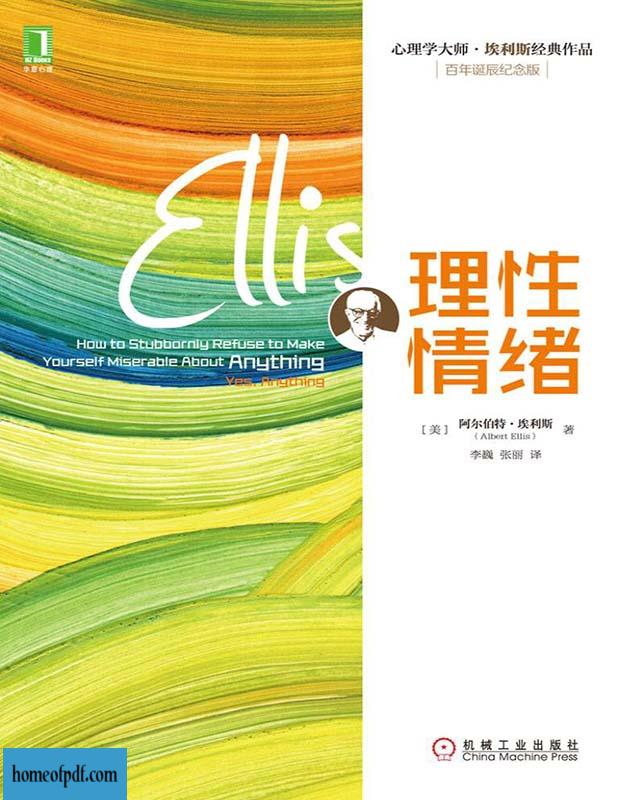 HZ BOOKS
华章心理
心理学大师·埃利斯经典作品
百年诞辰纪念版
Ellis
理性
情绪
How to Stubbornly Refuse to Make
Yourself Miserable About Anything
Yes, Anything
[美] 阿尔伯特·埃利斯 著
(Albert Ellis)
李巍 张丽 译
机械工业出版社
China Machine Press
homeofpdf.com